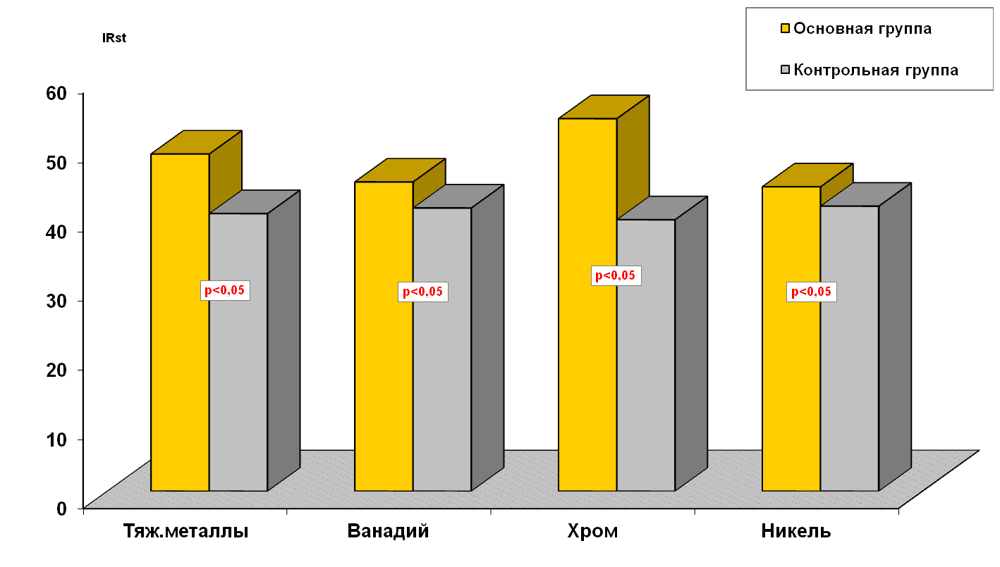 IRst
Основная группа
Контрольная группа
60
50
40
30
20
10
0
p<0,05
p<0,05
p<0,05
p<0,05
Тяж.металлы
Ванадий
Хром
Никель